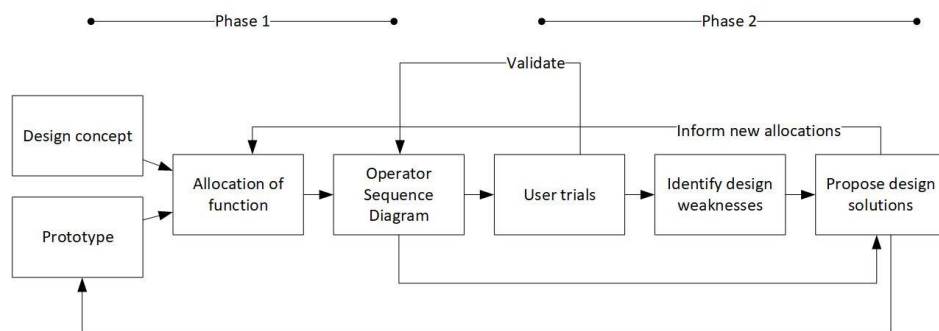 Phase 1
Phase 2
Validate
Inform new allocations
Design concept
Prototype
Allocation of
function
Operator
Sequence
Diagram
User trials
Identify design
weaknesses
Propose design
solutions